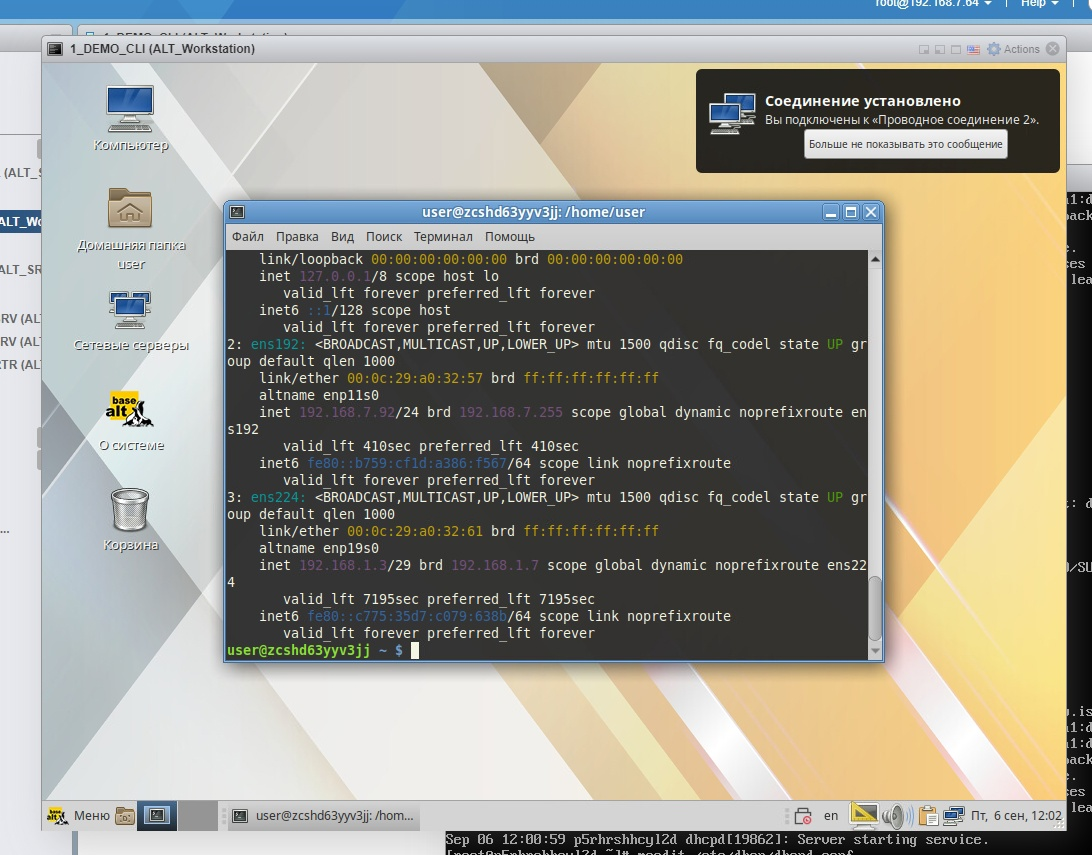 root@192.168.7.64
Help
1_DEMO_CLI (ALT_Workstation)
Actions
Соединение установлено
Вы подключены к «Проводное соединение 2».
Больше не показывать это сообщение
Компьютер
Домашняя папка
user
Сетевые серверы
base
alt
О системе
Корзина
user@zcshd63yyv3jj: /home/user
Файл Правка Вид Поиск Терминал Помощь
link/loopback 00:00:00:00:00:00 brd 00:00:00:00:00:00
inet 127.0.0.1/8 scope host lo
valid_lft forever preferred_lft forever
inet6 ::1/128 scope host
valid_lft forever preferred_lft forever
2: ens192: <BROADCAST,MULTICAST,UP,LOWER_UP> mtu 1500 qdisc fq_codel state UP gr
oup default qlen 1000
link/ether 00:0c:29:a0:32:57 brd ff:ff:ff:ff:ff:ff
altname enp11s0
inet 192.168.7.92/24 brd 192.168.7.255 scope global dynamic noprefixroute en
s192
valid_lft 410sec preferred_lft 410sec
inet6 fe80::b759:cf1d:a386:f567/64 scope link noprefixroute
valid_lft forever preferred_lft forever
3: ens224: <BROADCAST,MULTICAST,UP,LOWER_UP> mtu 1500 qdisc fq_codel state UP gr
oup default qlen 1000
link/ether 00:0c:29:a0:32:61 brd ff:ff:ff:ff:ff:ff
altname enp19s0
inet 192.168.1.3/29 brd 192.168.1.7 scope global dynamic noprefixroute ens22
4
valid_lft 7195sec preferred_lft 7195sec
inet6 fe80::c775:35d7:c079:638b/64 scope link noprefixroute
valid_lft forever preferred_lft forever
user@zcshd63yyv3jj ~ $
Меню
user@zcshd63yyv3jj: /hom...
en
Пт, 6 сен, 12:02
Sep 06 12:00:59 p5rhrshhcyl2d dhcpd[19862]: Server starting service.